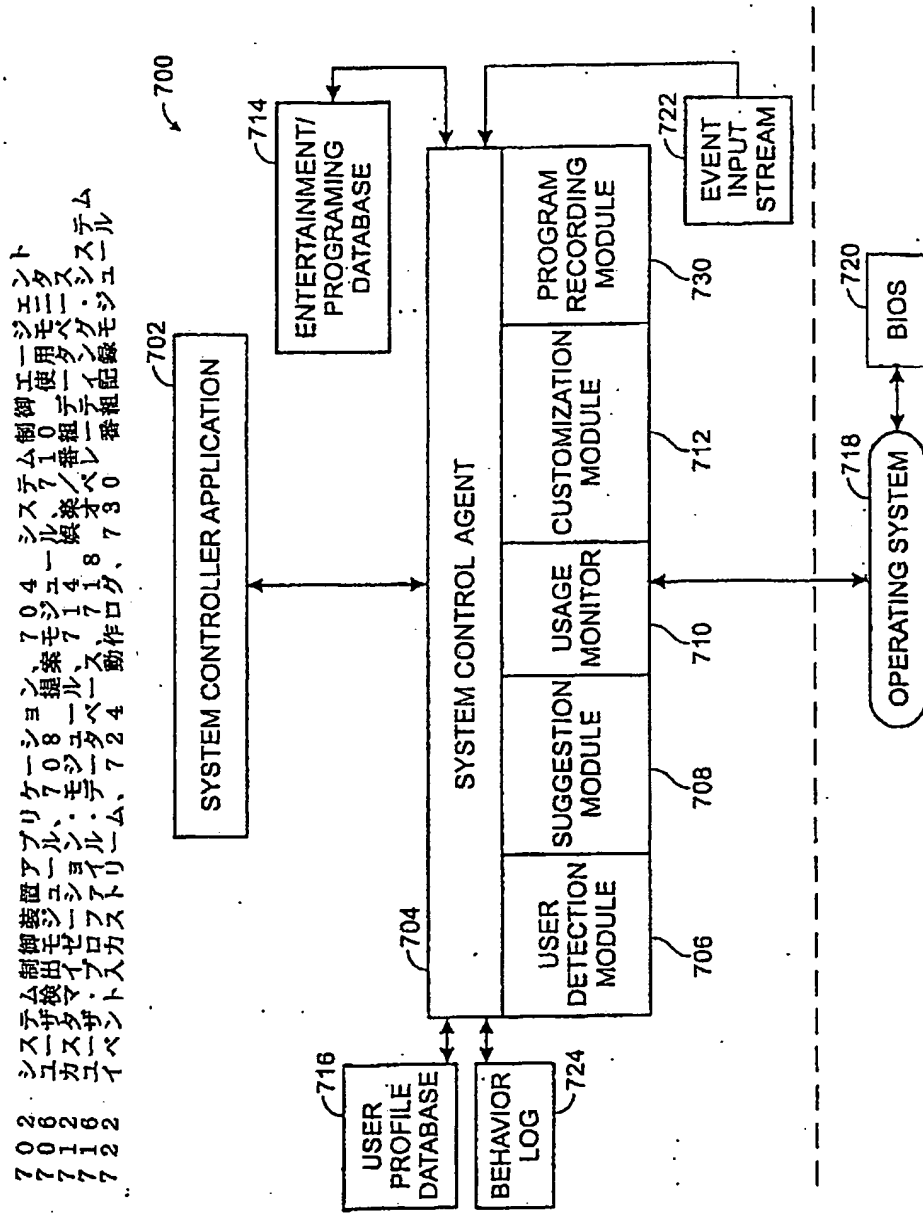 702 システム制御装置アプリケーション、704 システム制御エージェント
706 ユーザ検出モジュール、708 提案モジュール、710 使用モニタ
712 カスタマイゼーション・モジュール、714 娯楽/番組データベース
716 ユーザ・プロファイル・データベース、718 オペレーティング・システム
722 イベント入力ストリーム、724 動作ログ、730 番組記録モジュール
700
702
SYSTEM CONTROLLER APPLICATION
714
ENTERTAINMENT/
PROGRAMING
DATABASE
716
USER
PROFILE
DATABASE
704
SYSTEM CONTROL AGENT
724
BEHAVIOR
LOG
USER
DETECTION
MODULE
SUGGESTION
MODULE
USAGE
MONITOR
CUSTOMIZATION
MODULE
PROGRAM
RECORDING
MODULE
706
708
710
712
730
722
EVENT
INPUT
STREAM
718
OPERATING SYSTEM
720
BIOS